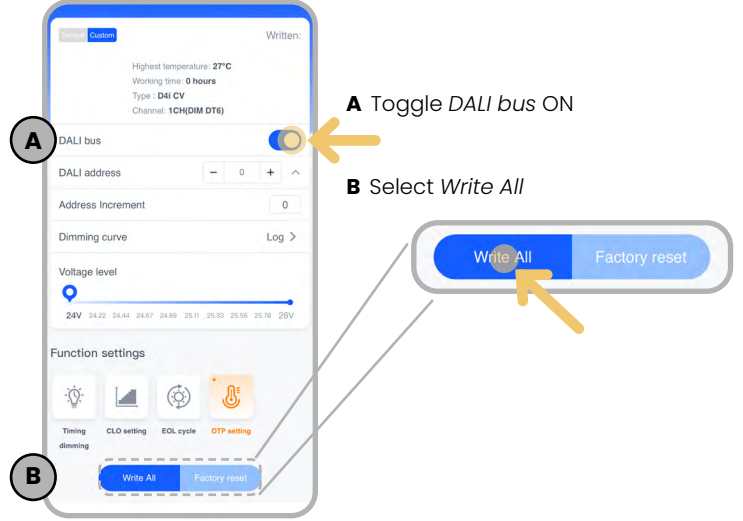 Default Custom
Written:
Highest temperature: 27°C
Working time: 0 hours
Type : D4i CV
Channel: 1CH(DIM DT6)
A
DALI bus
A Toggle DALI bus ON
DALI address
− 0 +
B Select Write All
Address Increment 0
Dimming curve Log >
Write All Factory reset
Voltage level
24V 24.22 24.44 24.67 24.89 25.11 25.33 25.56 25.78 26V
Function settings
Timing dimming
CLO setting
EOL cycle
OTP setting
B
Write All Factory reset